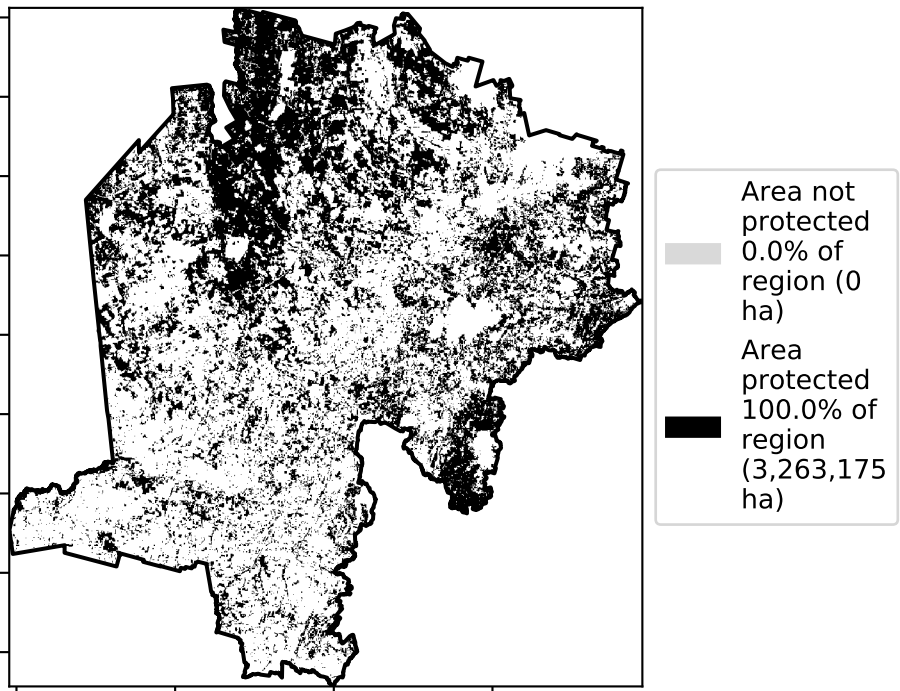 Area not
protected
0.0% of
region (0
ha)
Area
protected
100.0% of
region
(3,263,175
ha)